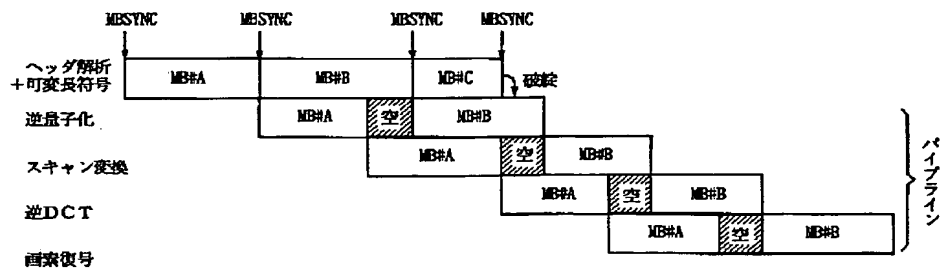 MBSYNC MBSYNC MBSYNC MBSYNC
ヘッダ解析
+可変長符号
MB#A MB#B MB#C 破綻
逆量子化 MB#A 空 MB#B
スキャン変換 MB#A 空 MB#B
逆DCT MB#A 空 MB#B
画素復号 MB#A 空 MB#B
パイプライン